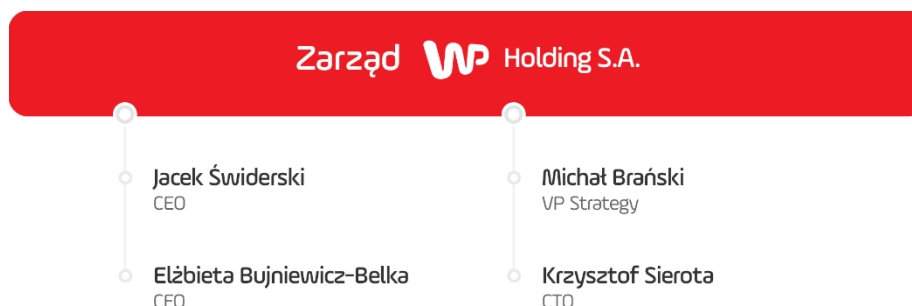 Zarząd WP Holding S.A.
Jacek Świderski
CEO
Michał Brański
VP Strategy
Elżbieta Bujniewicz-Belka
CFO
Krzysztof Sierota
CTO